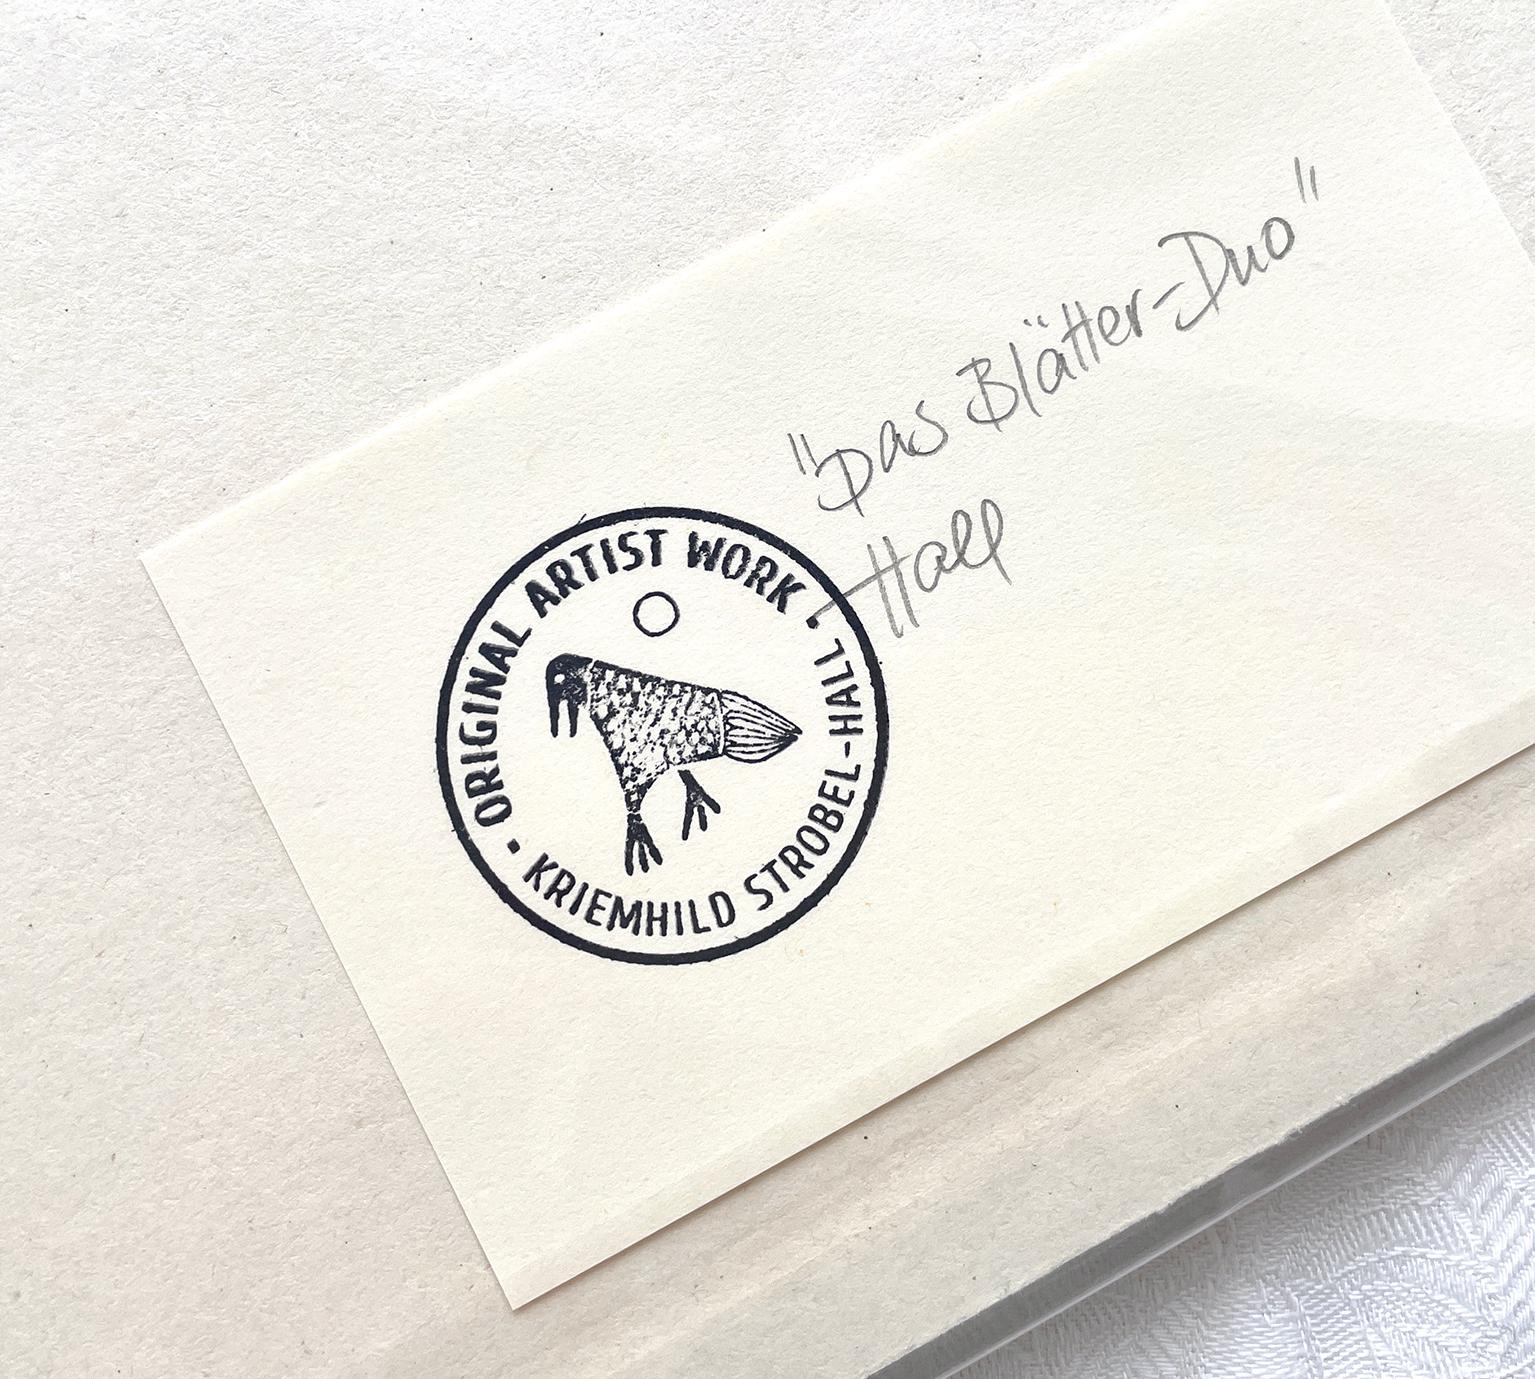 "Das Blätter-Duo"
Hall
ORIGINAL ARTIST WORK •
KRIEMHILD STROBEL-HALL •